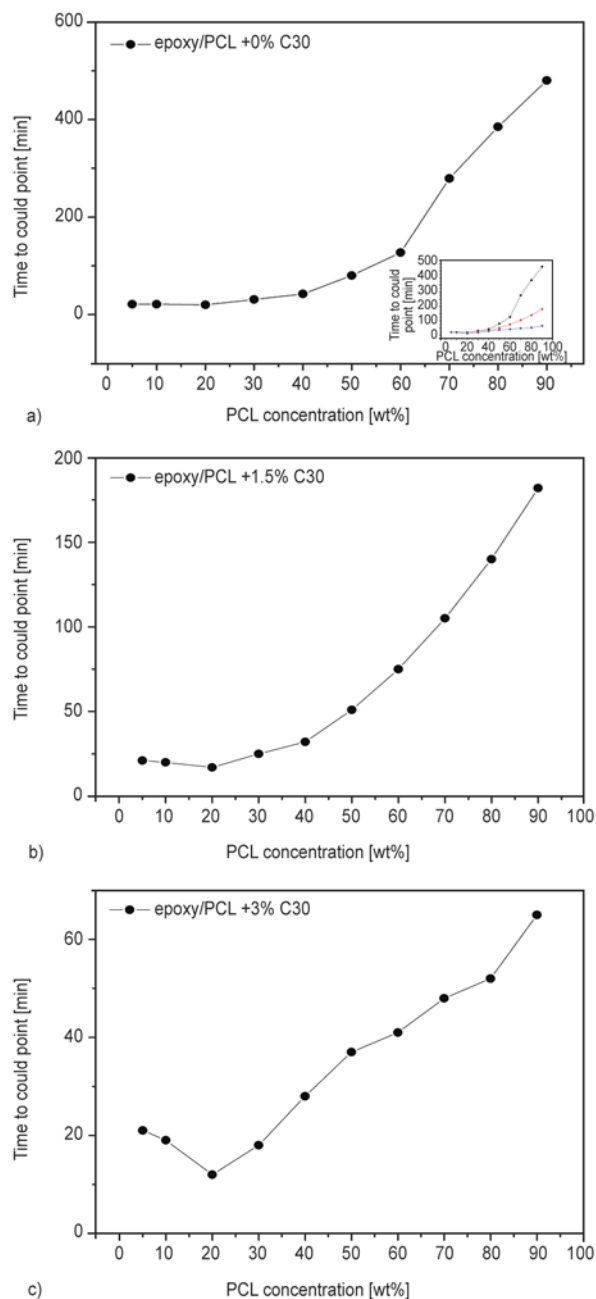 600
epoxy/PCL +0% C30
400
Time to could point [min]
200
0
500
400
300
200
100
0
Time to could
point [min]
0 20 40 60 80 100
PCL concentration [wt%]
0 10 20 30 40 50 60 70 80 90
a) PCL concentration [wt%]
200
epoxy/PCL +1.5% C30
150
Time to could point [min]
100
50
0
0 10 20 30 40 50 60 70 80 90 100
b) PCL concentration [wt%]
epoxy/PCL +3% C30
60
Time to could point [min]
40
20
0
0 10 20 30 40 50 60 70 80 90 100
c) PCL concentration [wt%]